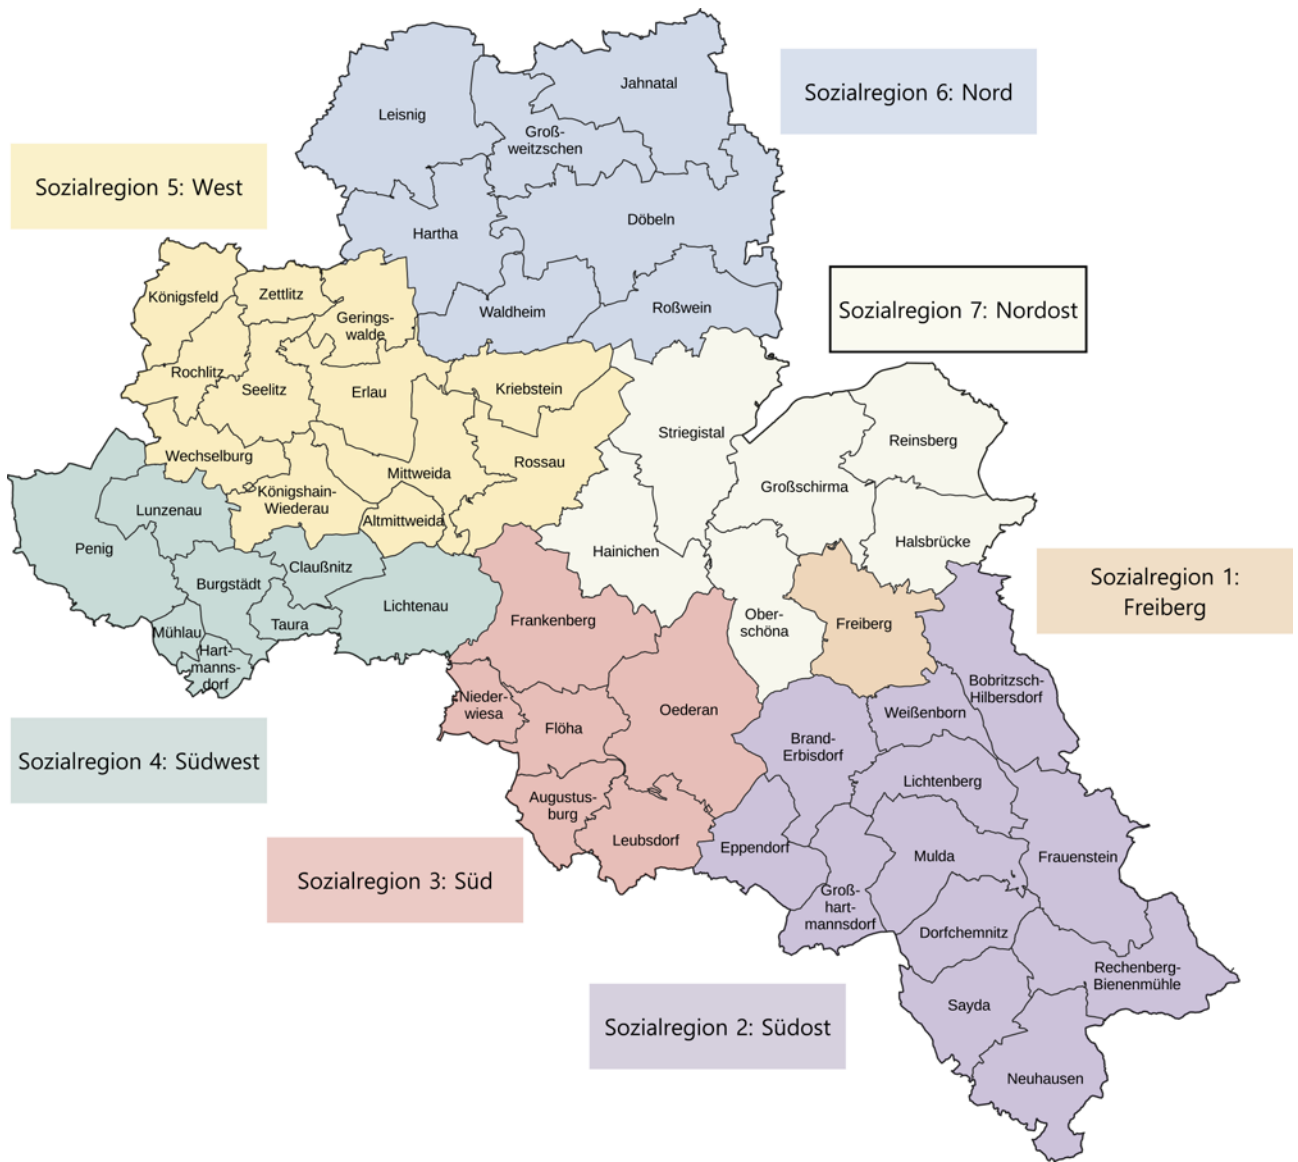 Jahnatal
Sozialregion 6: Nord
Leisnig
Groß-
weitzschen
Sozialregion 5: West
Döbeln
Hartha
Königsfeld
Zettlitz
Gerings-
walde
Waldheim
Roßwein
Sozialregion 7: Nordost
Rochlitz
Seelitz
Erlau
Kriebstein
Striegistal
Reinsberg
Wechselburg
Mittweida
Rossau
Königshain-
Wiederau
Großschirma
Lunzenau
Altmittweida
Penig
Hainichen
Halsbrücke
Claußnitz
Burgstädt
Sozialregion 1:
Freiberg
Lichtenau
Taura
Mühlau
Hart-
manns-
dorf
Frankenberg
Ober-
schöna
Freiberg
Bobritzsch-
Hilbersdorf
Nieder-
wiesa
Oederan
Weißenborn
Flöha
Brand-
Erbisdorf
Sozialregion 4: Südwest
Lichtenberg
Augustus-
burg
Leubsdorf
Eppendorf
Mulda
Frauenstein
Sozialregion 3: Süd
Groß-
hart-
mannsdorf
Dorfchemnitz
Rechenberg-
Bienenmühle
Sayda
Sozialregion 2: Südost
Neuhausen